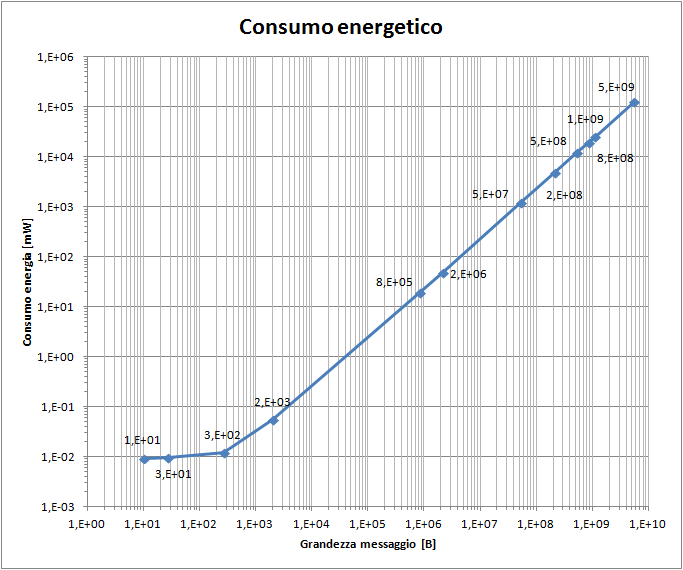 Consumo energetico
1,E+06
1,E+05
1,E+04
1,E+03
1,E+02
1,E+01
1,E+00
1,E-01
1,E-02
1,E-03
Consumo energia [mW]
5,E+09
1,E+09
5,E+08
8,E+08
5,E+07
2,E+08
8,E+05
2,E+06
2,E+03
3,E+02
1,E+01
3,E+01
1,E+00 1,E+01 1,E+02 1,E+03 1,E+04 1,E+05 1,E+06 1,E+07 1,E+08 1,E+09 1,E+10
Grandezza messaggio [B]